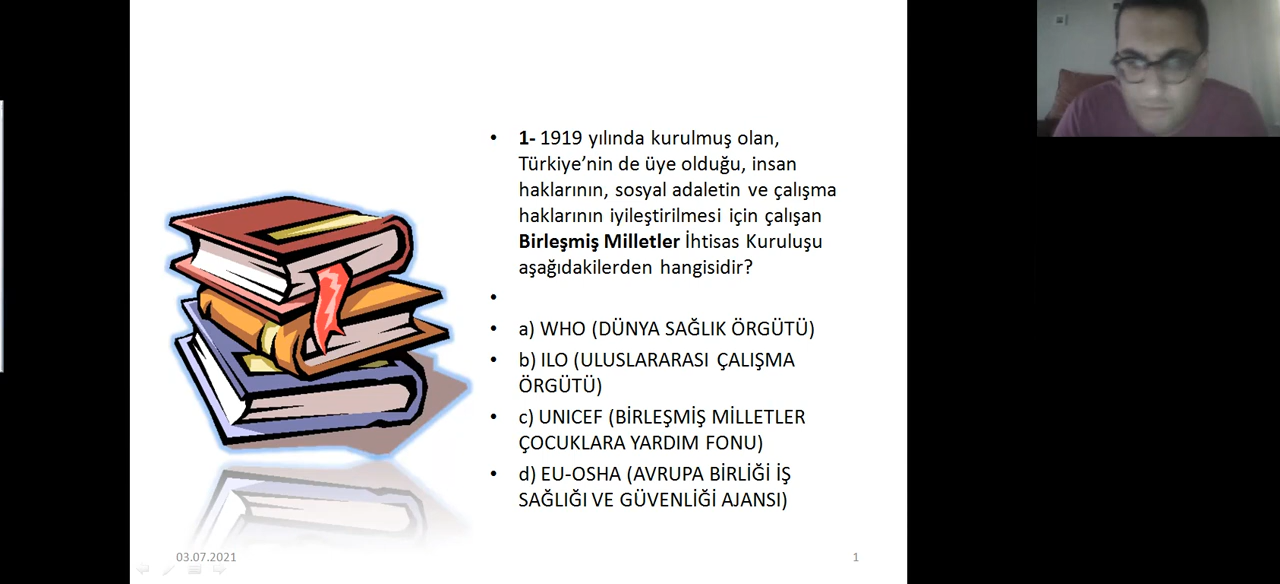 1- 1919 yılında kurulmuş olan,
Türkiye’nin de üye olduğu, insan
haklarının, sosyal adaletin ve çalışma
haklarının iyileştirilmesi için çalışan
Birleşmiş Milletler İhtisas Kuruluşu
aşağıdakilerden hangisidir?
a) WHO (DÜNYA SAĞLIK ÖRGÜTÜ)
b) ILO (ULUSLARARASI ÇALIŞMA
ÖRGÜTÜ)
c) UNICEF (BİRLEŞMİŞ MİLLETLER
ÇOCUKLARA YARDIM FONU)
d) EU-OSHA (AVRUPA BİRLİĞİ İŞ
SAĞLIĞI VE GÜVENLİĞİ AJANSI)
03.07.2021
1